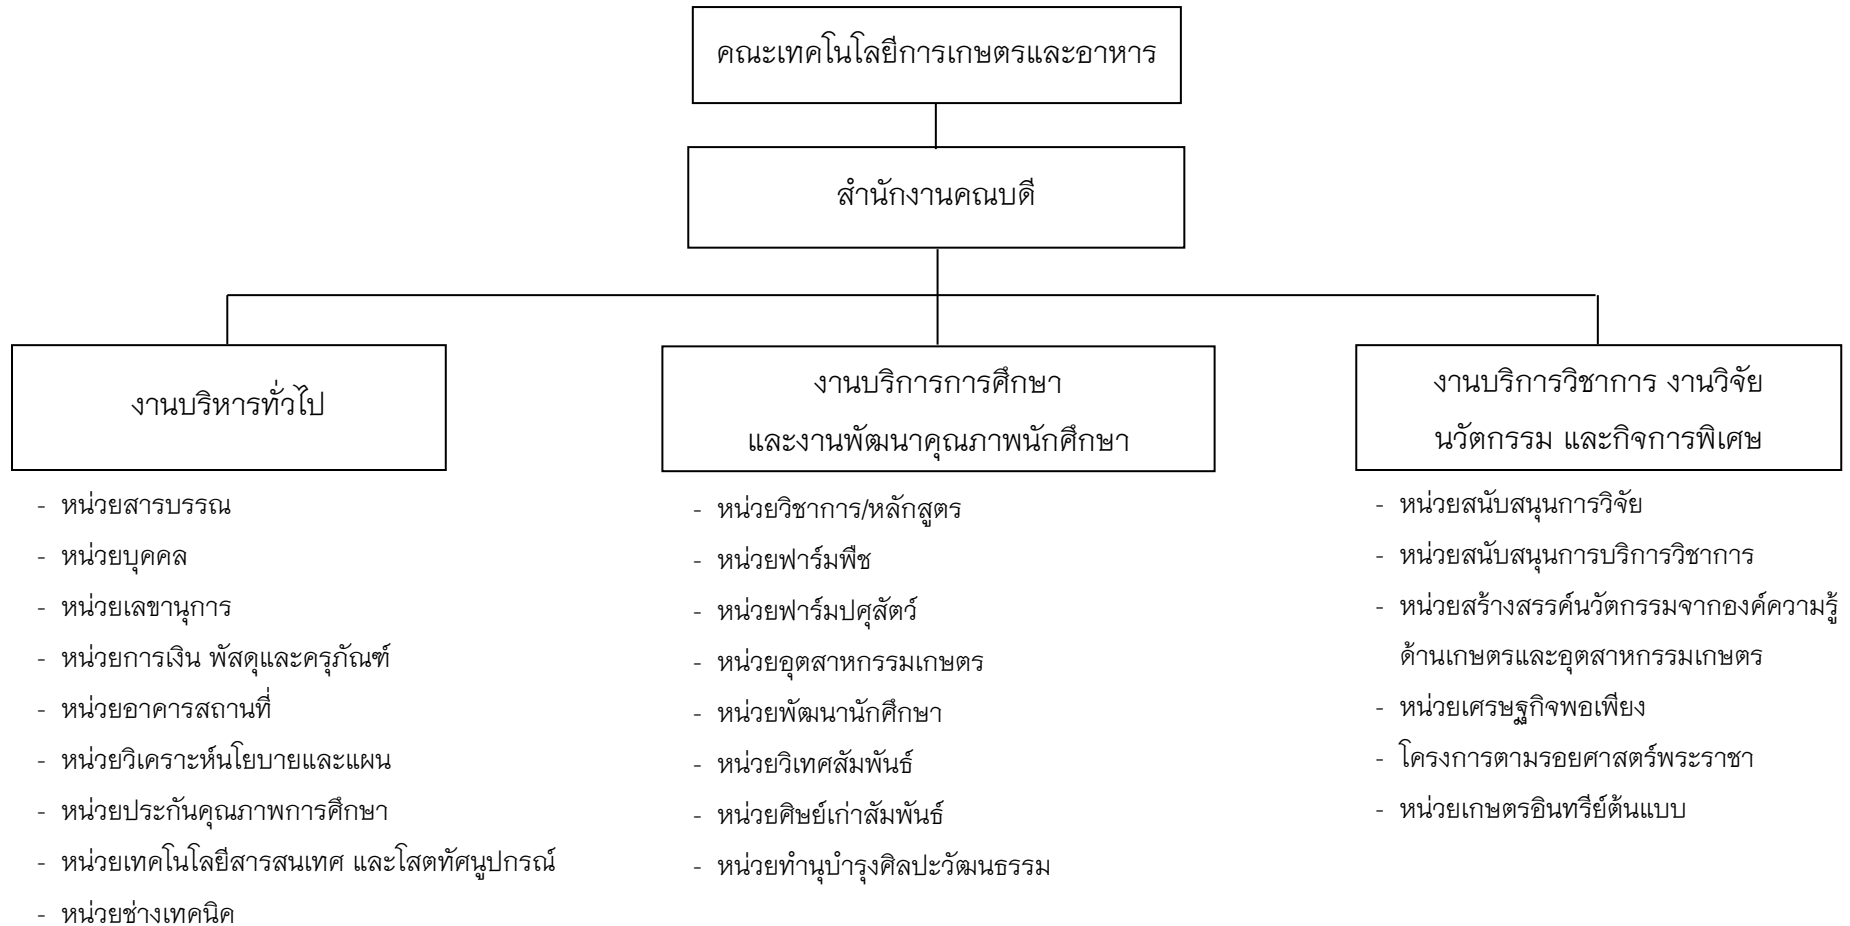 คณะเทคโนโลยีการเกษตรและอาหาร
สำนักงานคณบดี
งานบริหารทั่วไป
- หน่วยสารบรรณ
- หน่วยบุคคล
- หน่วยเลขานุการ
- หน่วยการเงิน พัสดุและครุภัณฑ์
- หน่วยอาคารสถานที่
- หน่วยวิเคราะห์นโยบายและแผน
- หน่วยประกันคุณภาพการศึกษา
- หน่วยเทคโนโลยีสารสนเทศ และโสตทัศนูปกรณ์
- หน่วยช่างเทคนิค
งานบริการการศึกษา
และงานพัฒนาคุณภาพนักศึกษา
- หน่วยวิชาการ/หลักสูตร
- หน่วยฟาร์มพืช
- หน่วยฟาร์มปศุสัตว์
- หน่วยอุตสาหกรรมเกษตร
- หน่วยพัฒนานักศึกษา
- หน่วยวิเทศสัมพันธ์
- หน่วยศิษย์เก่าสัมพันธ์
- หน่วยทำนุบำรุงศิลปะวัฒนธรรม
งานบริการวิชาการ งานวิจัย
นวัตกรรม และกิจการพิเศษ
- หน่วยสนับสนุนการวิจัย
- หน่วยสนับสนุนการบริการวิชาการ
- หน่วยสร้างสรรค์นวัตกรรมจากองค์ความรู้
ด้านเกษตรและอุตสาหกรรมเกษตร
- หน่วยเศรษฐกิจพอเพียง
- โครงการตามรอยศาสตร์พระราชา
- หน่วยเกษตรอินทรีย์ต้นแบบ